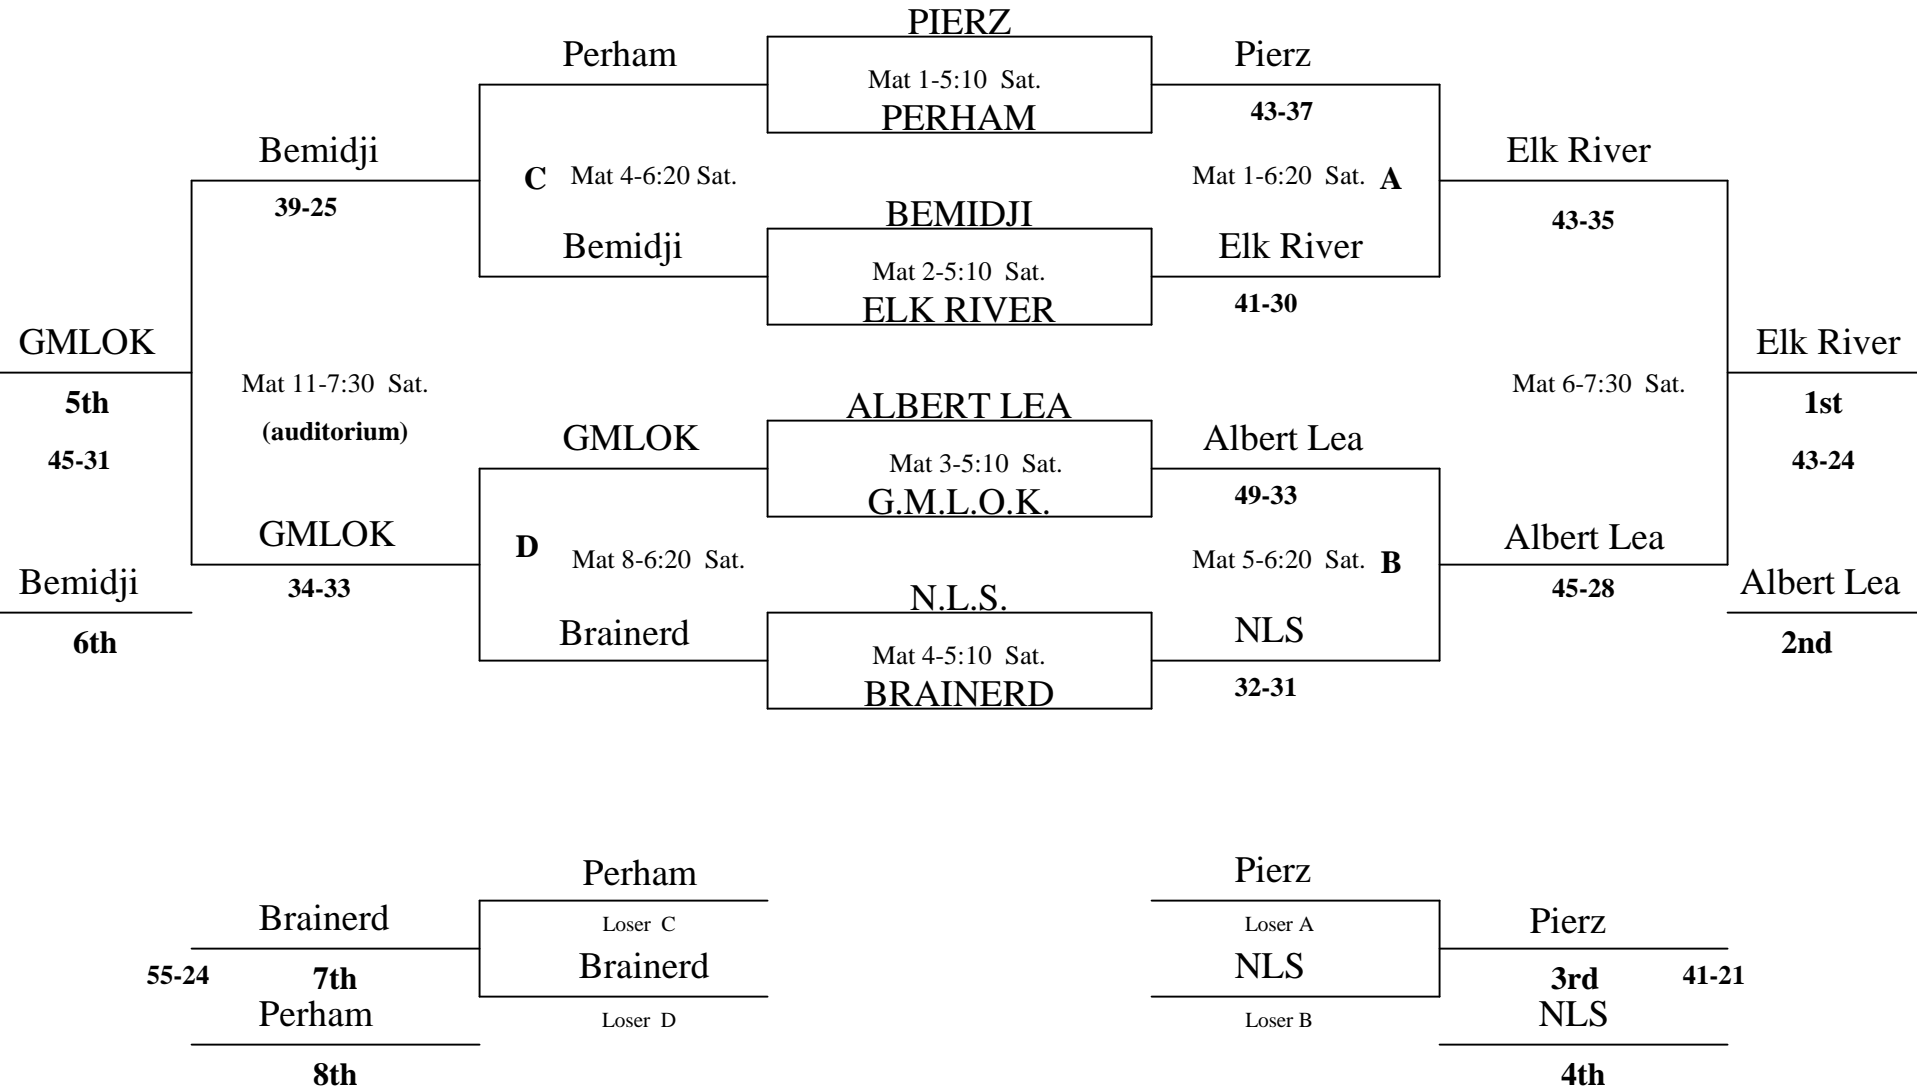 PIERZ
Perham
Pierz
Mat 1-5:10 Sat.
43-37
PERHAM
Bemidji
Elk River
C Mat 4-6:20 Sat.
Mat 1-6:20 Sat. A
39-25
BEMIDJI
43-35
Bemidji
Elk River
Mat 2-5:10 Sat.
41-30
ELK RIVER
GMLOK
Elk River
Mat 11-7:30 Sat.
Mat 6-7:30 Sat.
5th
ALBERT LEA
1st
(auditorium)
GMLOK
Albert Lea
45-31
Mat 3-5:10 Sat.
43-24
49-33
G.M.L.O.K.
GMLOK
Albert Lea
D Mat 8-6:20 Sat.
Mat 5-6:20 Sat. B
Bemidji
34-33
45-28
Albert Lea
N.L.S.
Brainerd
NLS
6th
Mat 4-5:10 Sat.
2nd
32-31
BRAINERD
Perham
Pierz
Brainerd
Loser C
Loser A
Pierz
55-24
7th
Brainerd
NLS
3rd
41-21
Perham
Loser D
Loser B
NLS
8th
4th